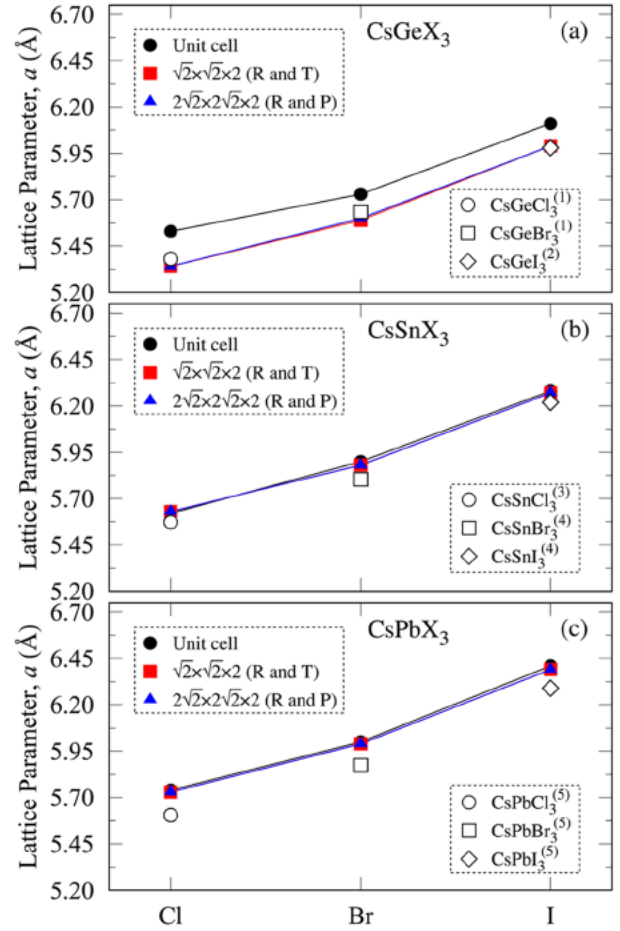 Lattice Parameter, a (Å)
6.70
6.45
6.20
5.95
5.70
5.45
5.20
CsGeX₃
(a)
Unit cell
√2×√2×2 (R and T)
2√2×2√2×2 (R and P)
CsGeCl₃⁽¹⁾
CsGeBr₃⁽¹⁾
CsGeI₃⁽²⁾
Lattice Parameter, a (Å)
6.70
6.45
6.20
5.95
5.70
5.45
5.20
CsSnX₃
(b)
Unit cell
√2×√2×2 (R and T)
2√2×2√2×2 (R and P)
CsSnCl₃⁽³⁾
CsSnBr₃⁽⁴⁾
CsSnI₃⁽⁴⁾
Lattice Parameter, a (Å)
6.70
6.45
6.20
5.95
5.70
5.45
5.20
CsPbX₃
(c)
Unit cell
√2×√2×2 (R and T)
2√2×2√2×2 (R and P)
CsPbCl₃⁽⁵⁾
CsPbBr₃⁽⁵⁾
CsPbI₃⁽⁵⁾
Cl Br I